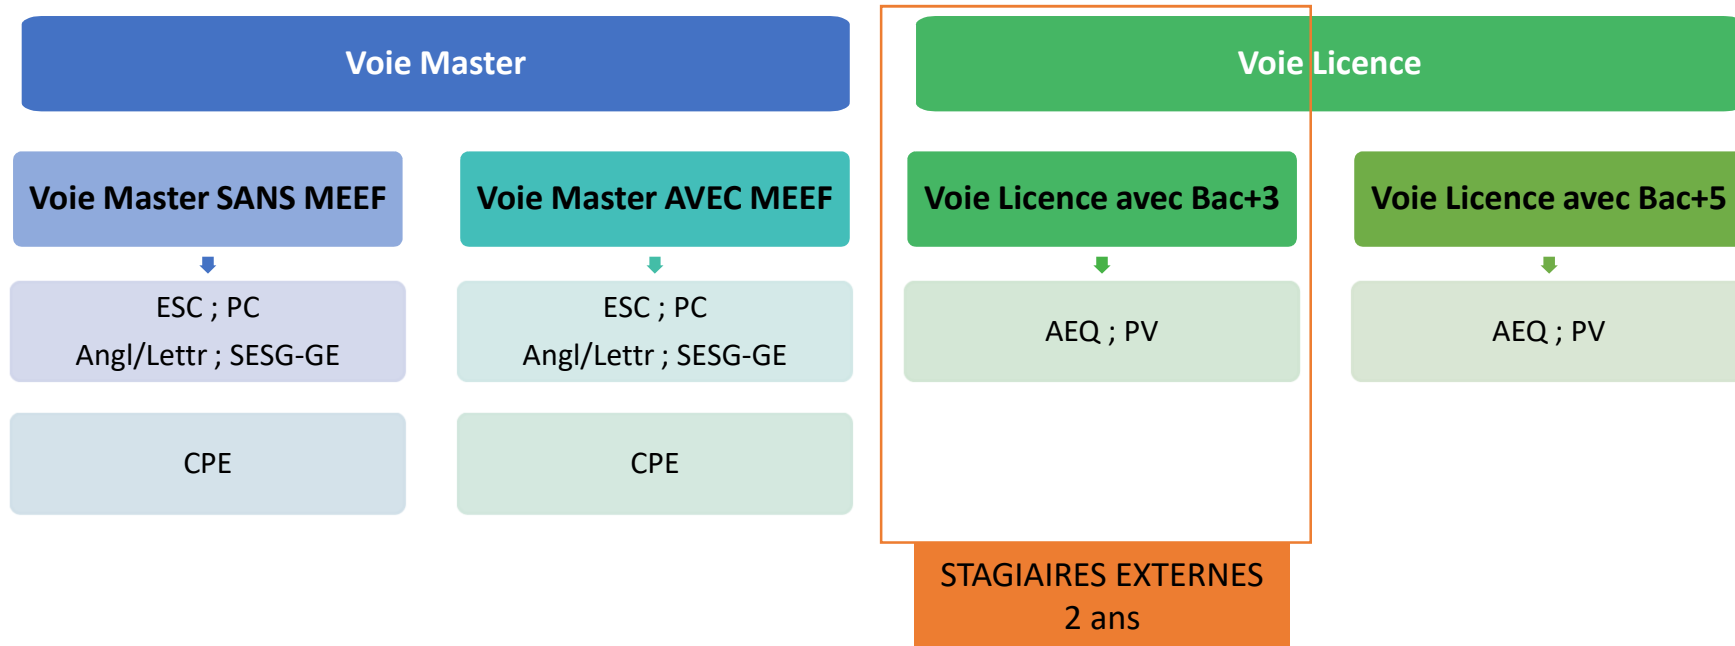 Voie Master
Voie Licence
Voie Master SANS MEEF
Voie Master AVEC MEEF
Voie Licence avec Bac+3
Voie Licence avec Bac+5
ESC ; PC
Angl/Lettr ; SESG-GE
ESC ; PC
Angl/Lettr ; SESG-GE
AEQ ; PV
AEQ ; PV
CPE
CPE
STAGIAIRES EXTERNES
2 ans